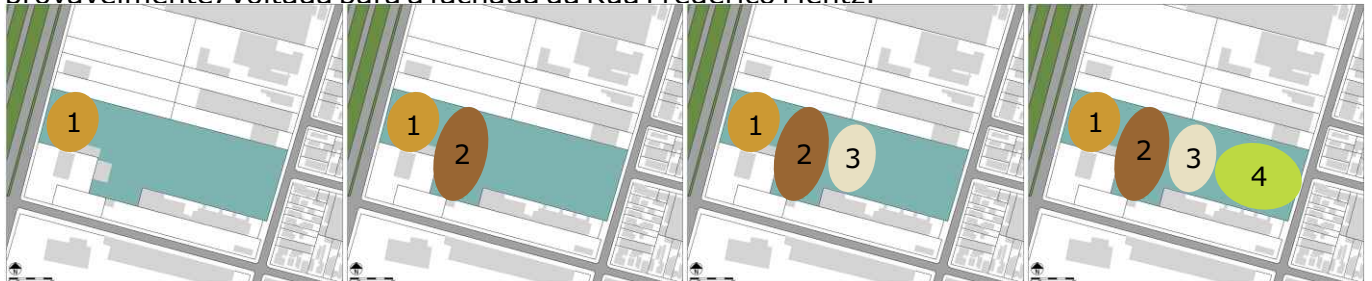 provavelmente, voltada para a fachada da Rua Frederico Mentz.
1
1 2
1 2 3
1 2 3 4
N N N N